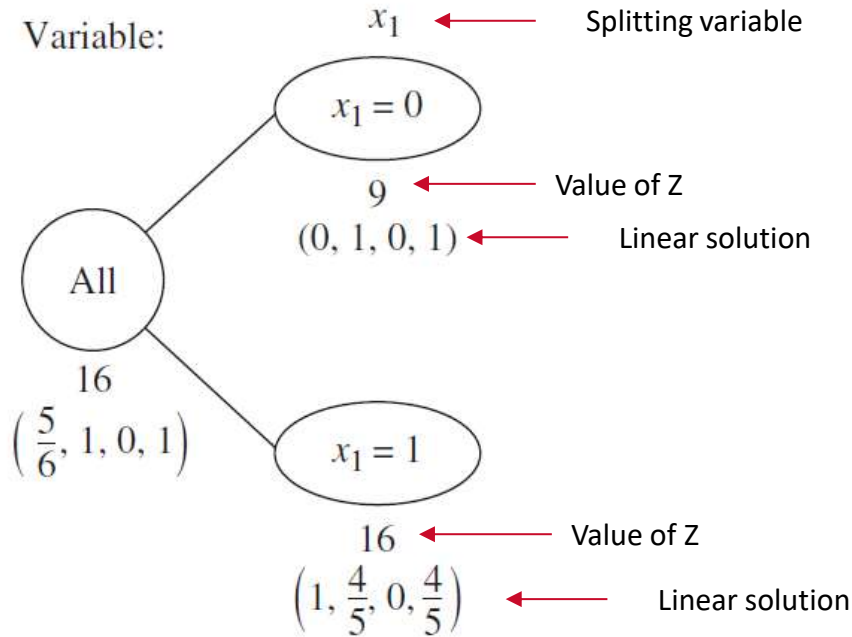 Variable:
x₁
Splitting variable
x₁ = 0
9
Value of Z
(0, 1, 0, 1)
Linear solution
All
16
(5/6, 1, 0, 1)
x₁ = 1
16
Value of Z
(1, 4/5, 0, 4/5)
Linear solution